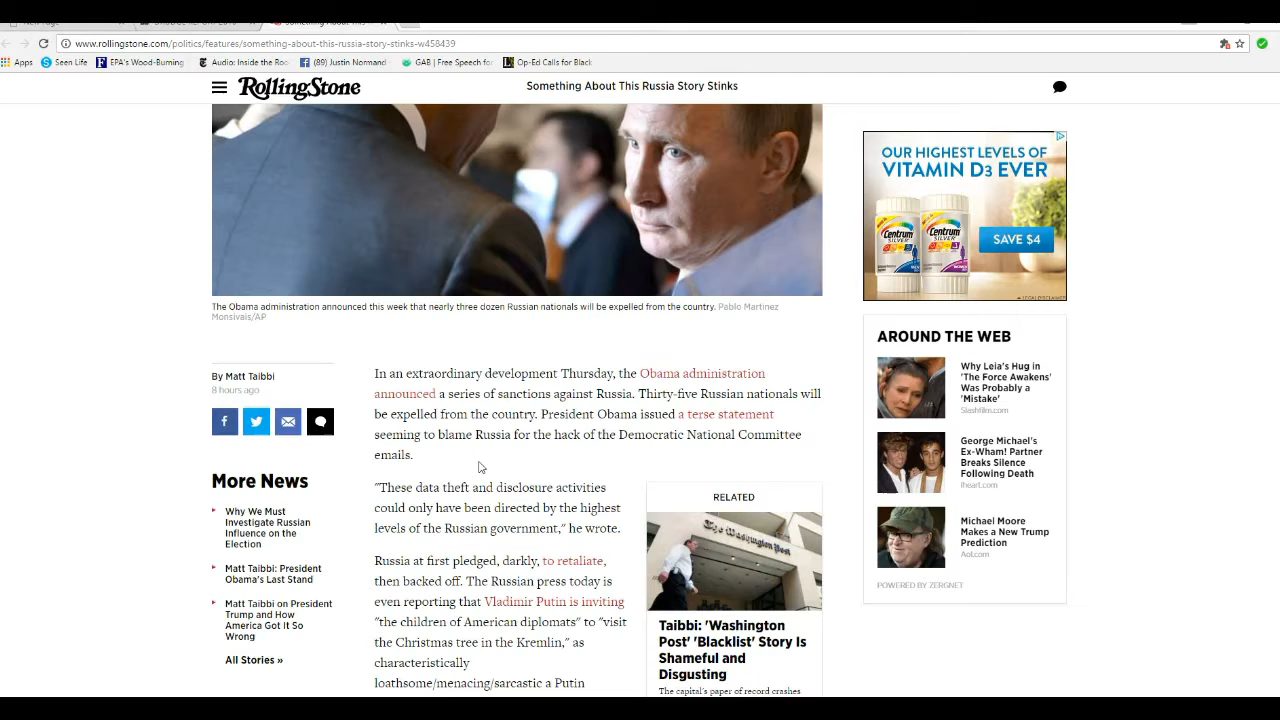 www.rollingstone.com/politics/features/something-about-this-russia-story-stinks-w458439
Apps
Seen Life
EPA's Wood-Burning
Audio: Inside the Roo
(89) Justin Normand
GAB | Free Speech fo
Op-Ed Calls for Black
RollingStone
Something About This Russia Story Stinks
OUR HIGHEST LEVELS OF
VITAMIN D3 EVER
Centrum
SILVER
Centrum
SILVER
SAVE $4
The Obama administration announced this week that nearly three dozen Russian nationals will be expelled from the country. Pablo Martinez
Monsivais/AP
AROUND THE WEB
Why Leia's Hug in
'The Force Awakens'
Was Probably a
'Mistake'
Slashfilm.com
George Michael's
Ex-Wham! Partner
Breaks Silence
Following Death
iheart.com
Michael Moore
Makes a New Trump
Prediction
Aol.com
POWERED BY ZERGNET
By Matt Taibbi
8 hours ago
More News
Why We Must
Investigate Russian
Influence on the
Election
Matt Taibbi: President
Obama's Last Stand
Matt Taibbi on President
Trump and How
America Got It So
Wrong
All Stories »
In an extraordinary development Thursday, the Obama administration
announced a series of sanctions against Russia. Thirty-five Russian nationals will
be expelled from the country. President Obama issued a terse statement
seeming to blame Russia for the hack of the Democratic National Committee
emails.
"These data theft and disclosure activities
could only have been directed by the highest
levels of the Russian government," he wrote.
Russia at first pledged, darkly, to retaliate,
then backed off. The Russian press today is
even reporting that Vladimir Putin is inviting
"the children of American diplomats" to "visit
the Christmas tree in the Kremlin," as
characteristically
loathsome/menacing/sarcastic a Putin
RELATED
The Washington Post
Taibbi: 'Washington
Post' 'Blacklist' Story Is
Shameful and
Disgusting
The capital's paper of record crashes